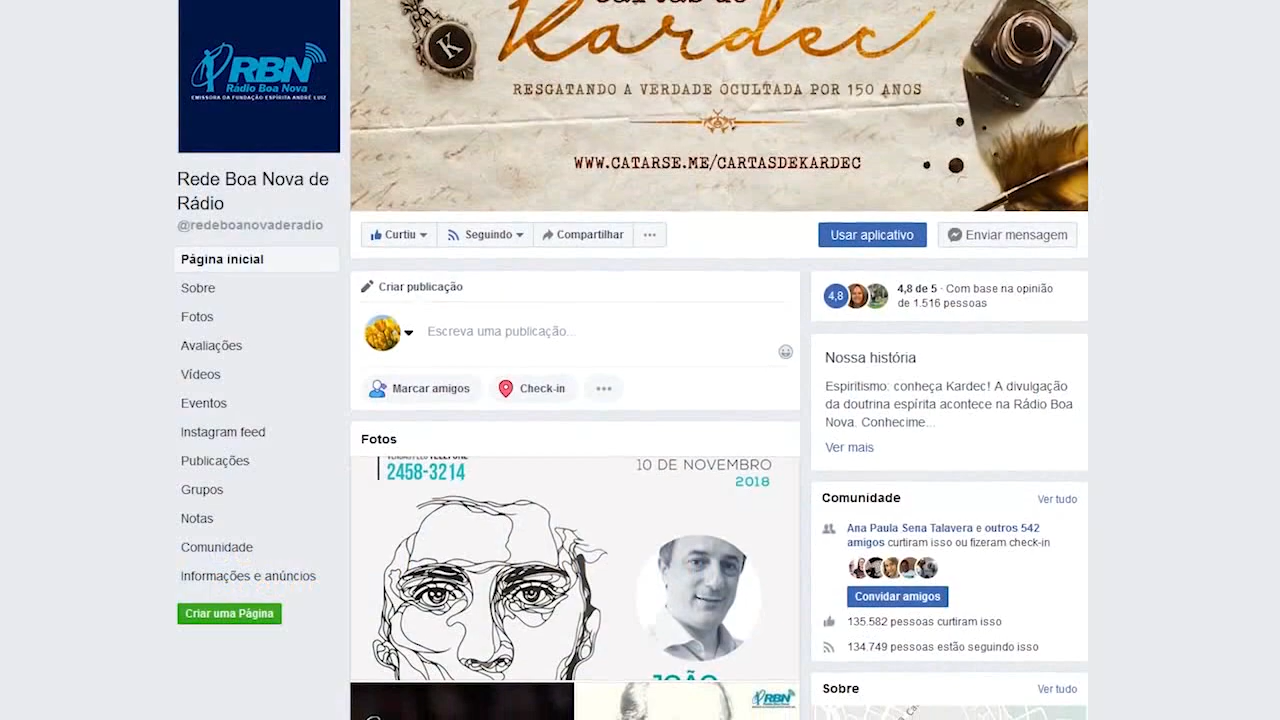 Kardec
RESGATANDO A VERDADE OCULTADA POR 150 ANOS
WWW.CATARSE.ME/CARTASDEKARDEC
K
RBN
Rádio Boa Nova
EMISSORA DA FUNDAÇÃO ESPÍRITA ANDRÉ LUIZ
Rede Boa Nova de
Rádio
@redeboanovaderadio
Página inicial
Sobre
Fotos
Avaliações
Vídeos
Eventos
Instagram feed
Publicações
Grupos
Notas
Comunidade
Informações e anúncios
Criar uma Página
Curtiu
Seguindo
Compartilhar
Usar aplicativo
Enviar mensagem
Criar publicação
Escreva uma publicação...
Marcar amigos
Check-in
Fotos
2458-3214
10 DE NOVEMBRO
2018
JOÃO
RBN
Rádio Boa Nova
4,8
4,8 de 5 · Com base na opinião
de 1.516 pessoas
Nossa história
Espiritismo: conheça Kardec! A divulgação
da doutrina espírita acontece na Rádio Boa
Nova. Conhecime...
Ver mais
Comunidade
Ver tudo
Ana Paula Sena Talavera e outros 542
amigos curtiram isso ou fizeram check-in
Convidar amigos
135.582 pessoas curtiram isso
134.749 pessoas estão seguindo isso
Sobre
Ver tudo